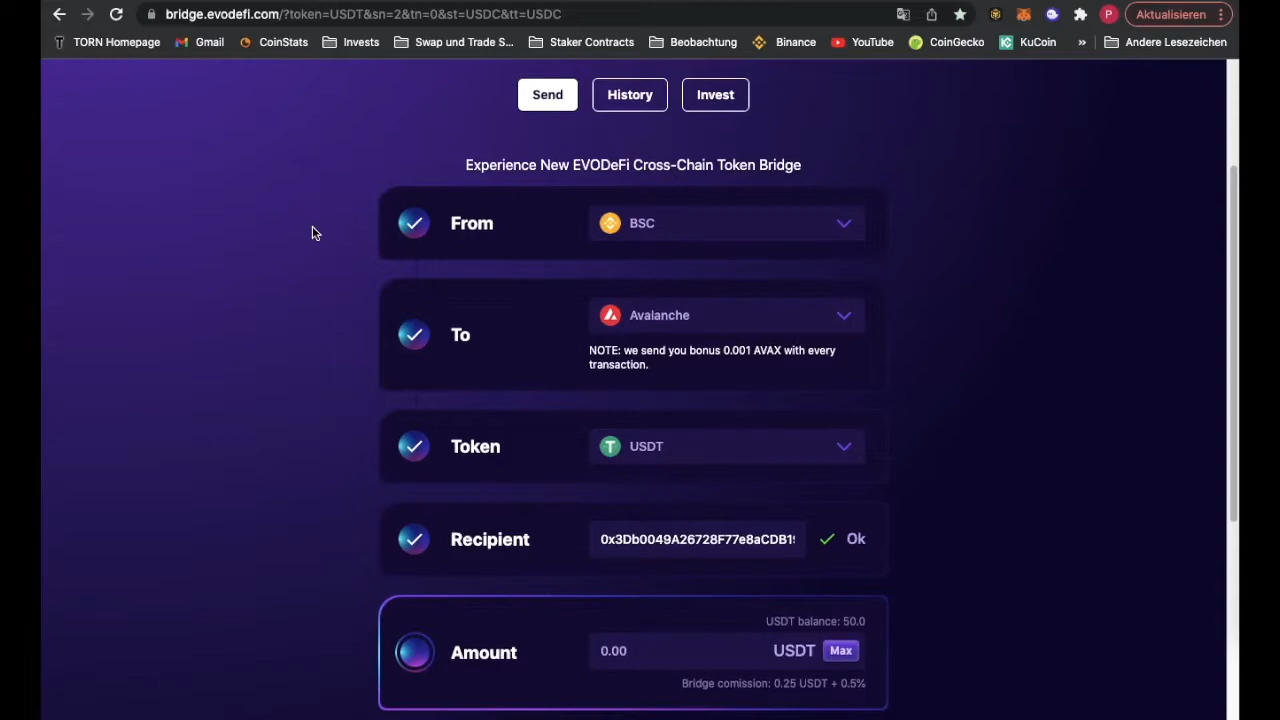 bridge.evodefi.com/?token=USDT&sn=2&tn=0&st=USDC&tt=USDC
P
Aktualisieren
TORN Homepage
Gmail
CoinStats
Invests
Swap und Trade S...
Staker Contracts
Beobachtung
Binance
YouTube
CoinGecko
KuCoin
»
Andere Lesezeichen
Send
History
Invest
Experience New EVODeFi Cross-Chain Token Bridge
From
BSC
To
Avalanche
NOTE: we send you bonus 0.001 AVAX with every
transaction.
Token
USDT
Recipient
0x3Db0049A26728F77e8aCDB19
Ok
USDT balance: 50.0
Amount
0.00
USDT
Max
Bridge comission: 0.25 USDT + 0.5%